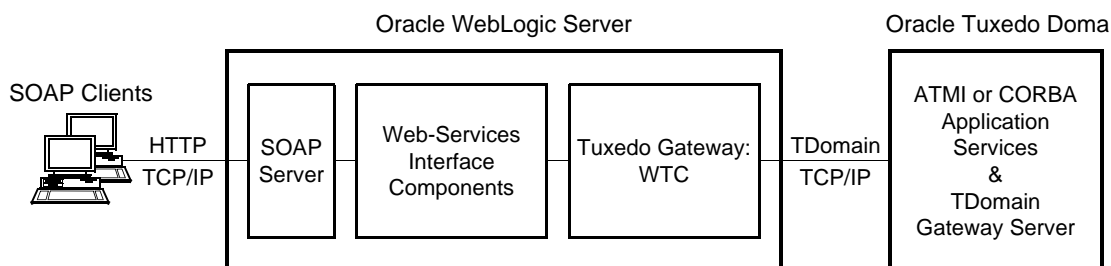 Oracle WebLogic Server
Oracle Tuxedo Doma
SOAP Clients
HTTP
TCP/IP
SOAP
Server
Web-Services
Interface
Components
Tuxedo Gateway:
WTC
TDomain
TCP/IP
ATMI or CORBA
Application
Services
&
TDomain
Gateway Server